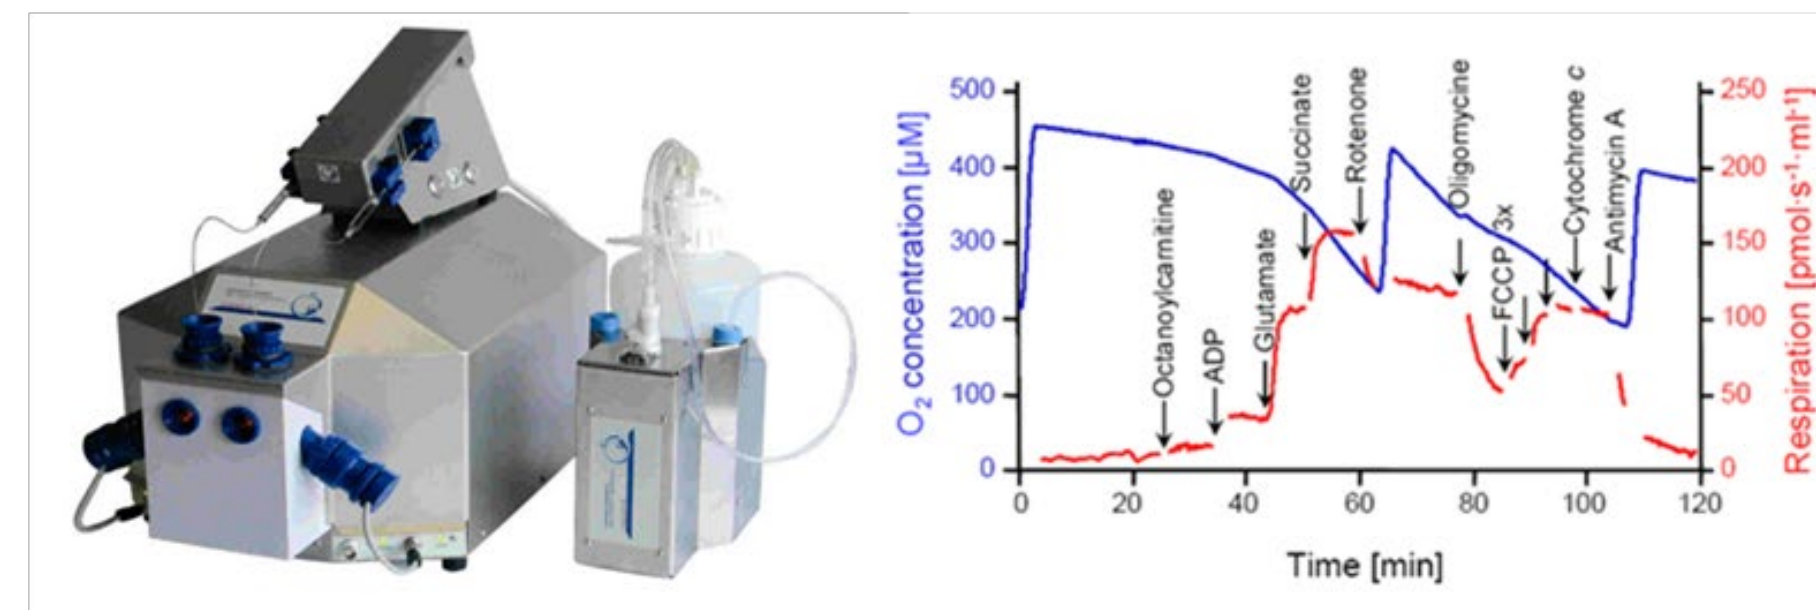 O₂ concentration [µM]
500
400
300
200
100
0
Octanoylcarnitine
ADP
Glutamate
Succinate
Rotenone
Oligomycine
FCCP 3x
Cytochrome c
Antimycin A
250
200
150
100
50
0
Respiration [pmol·s⁻¹·ml⁻¹]
0 20 40 60 80 100 120
Time [min]